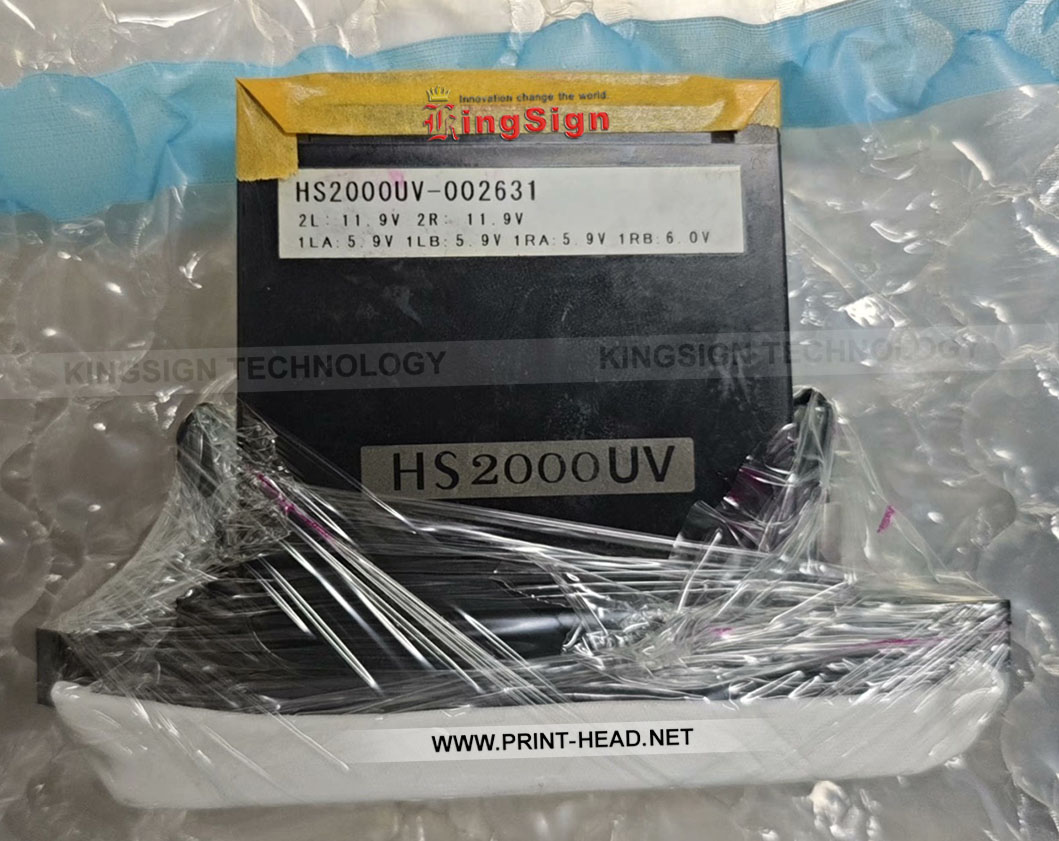 Innovation change the world.
KingSign
HS2000UV-002631
2L: 11.9V 2R: 11.9V
1LA:5.9V 1LB:5.9V 1RA:5.9V 1RB:6.0V
KINGSIGN TECHNOLOGY KINGSIGN TECHNOLOGY
HS2000UV
WWW.PRINT-HEAD.NET